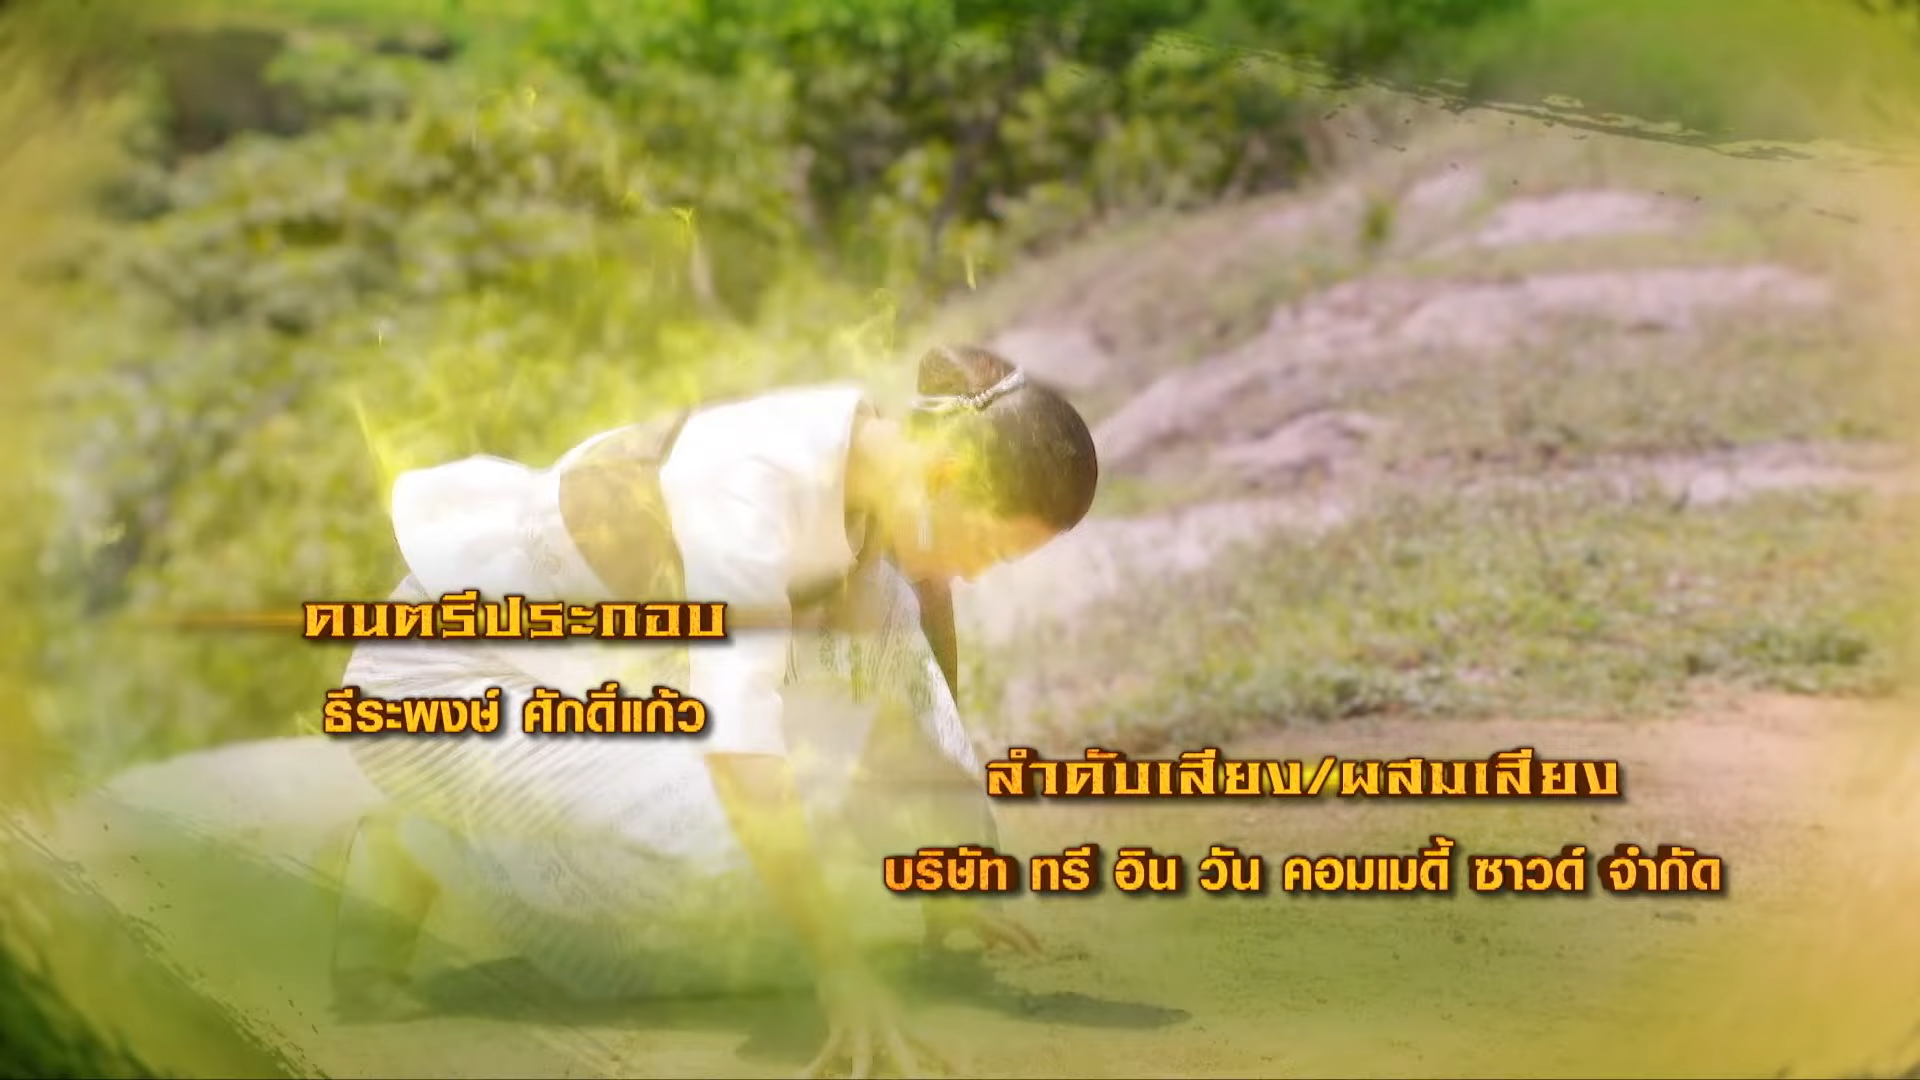 ดนตรีประกอบ
ธีระพงษ์ ศักดิ์แก้ว
ลำดับเสียง/ผสมเสียง
บริษัท ทรี อิน วัน คอมเมดี้ ซาวด์ จำกัด